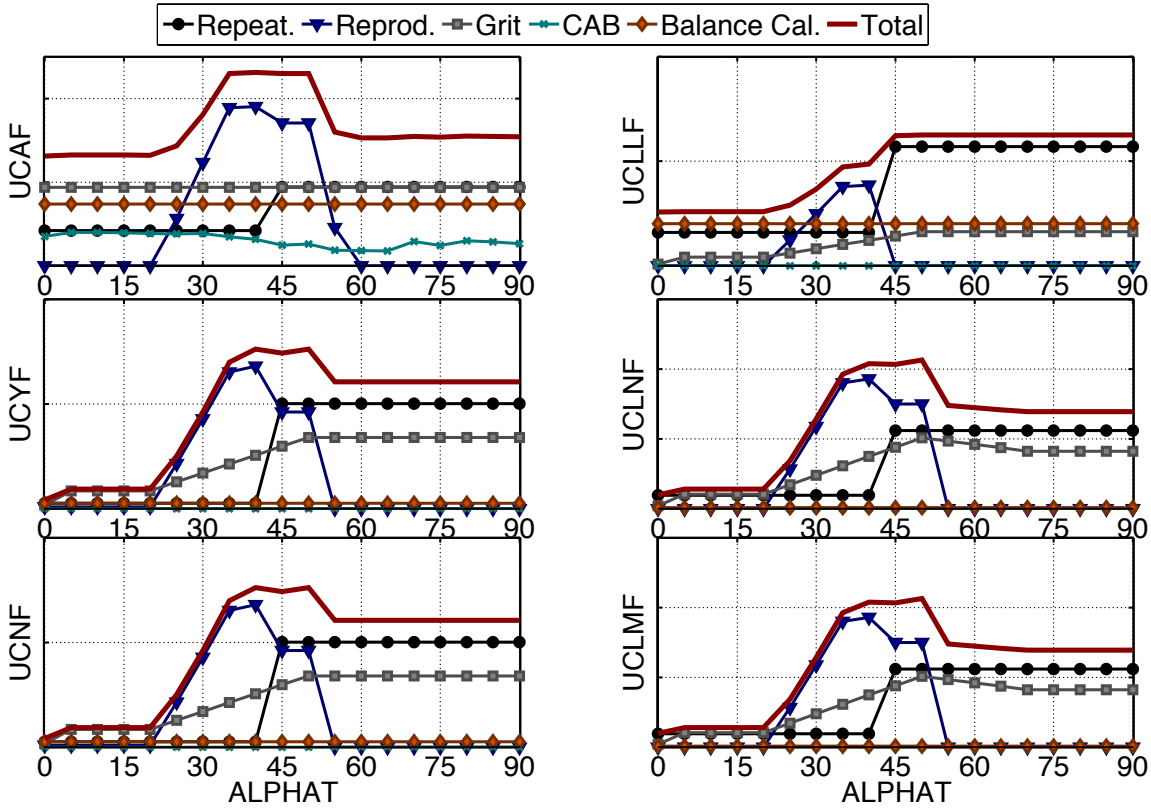 Repeat. Reprod. Grit CAB Balance Cal. Total
UCAF
0 15 30 45 60 75 90
UCLLF
0 15 30 45 60 75 90
UCYF
0 15 30 45 60 75 90
UCLNF
0 15 30 45 60 75 90
UCNF
0 15 30 45 60 75 90
ALPHAT
UCLMF
0 15 30 45 60 75 90
ALPHAT